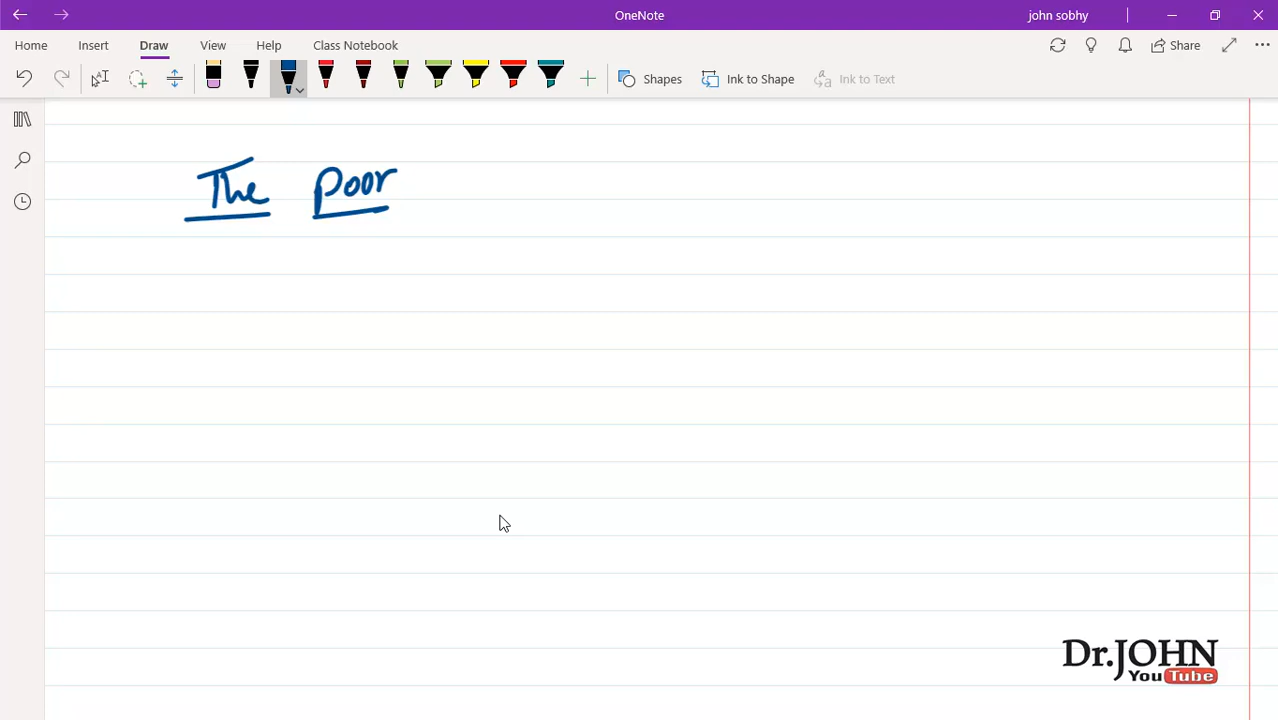 OneNote
john sobhy
Home Insert Draw View Help Class Notebook
Share
Shapes Ink to Shape Ink to Text
The Poor
Dr.JOHN
YouTube